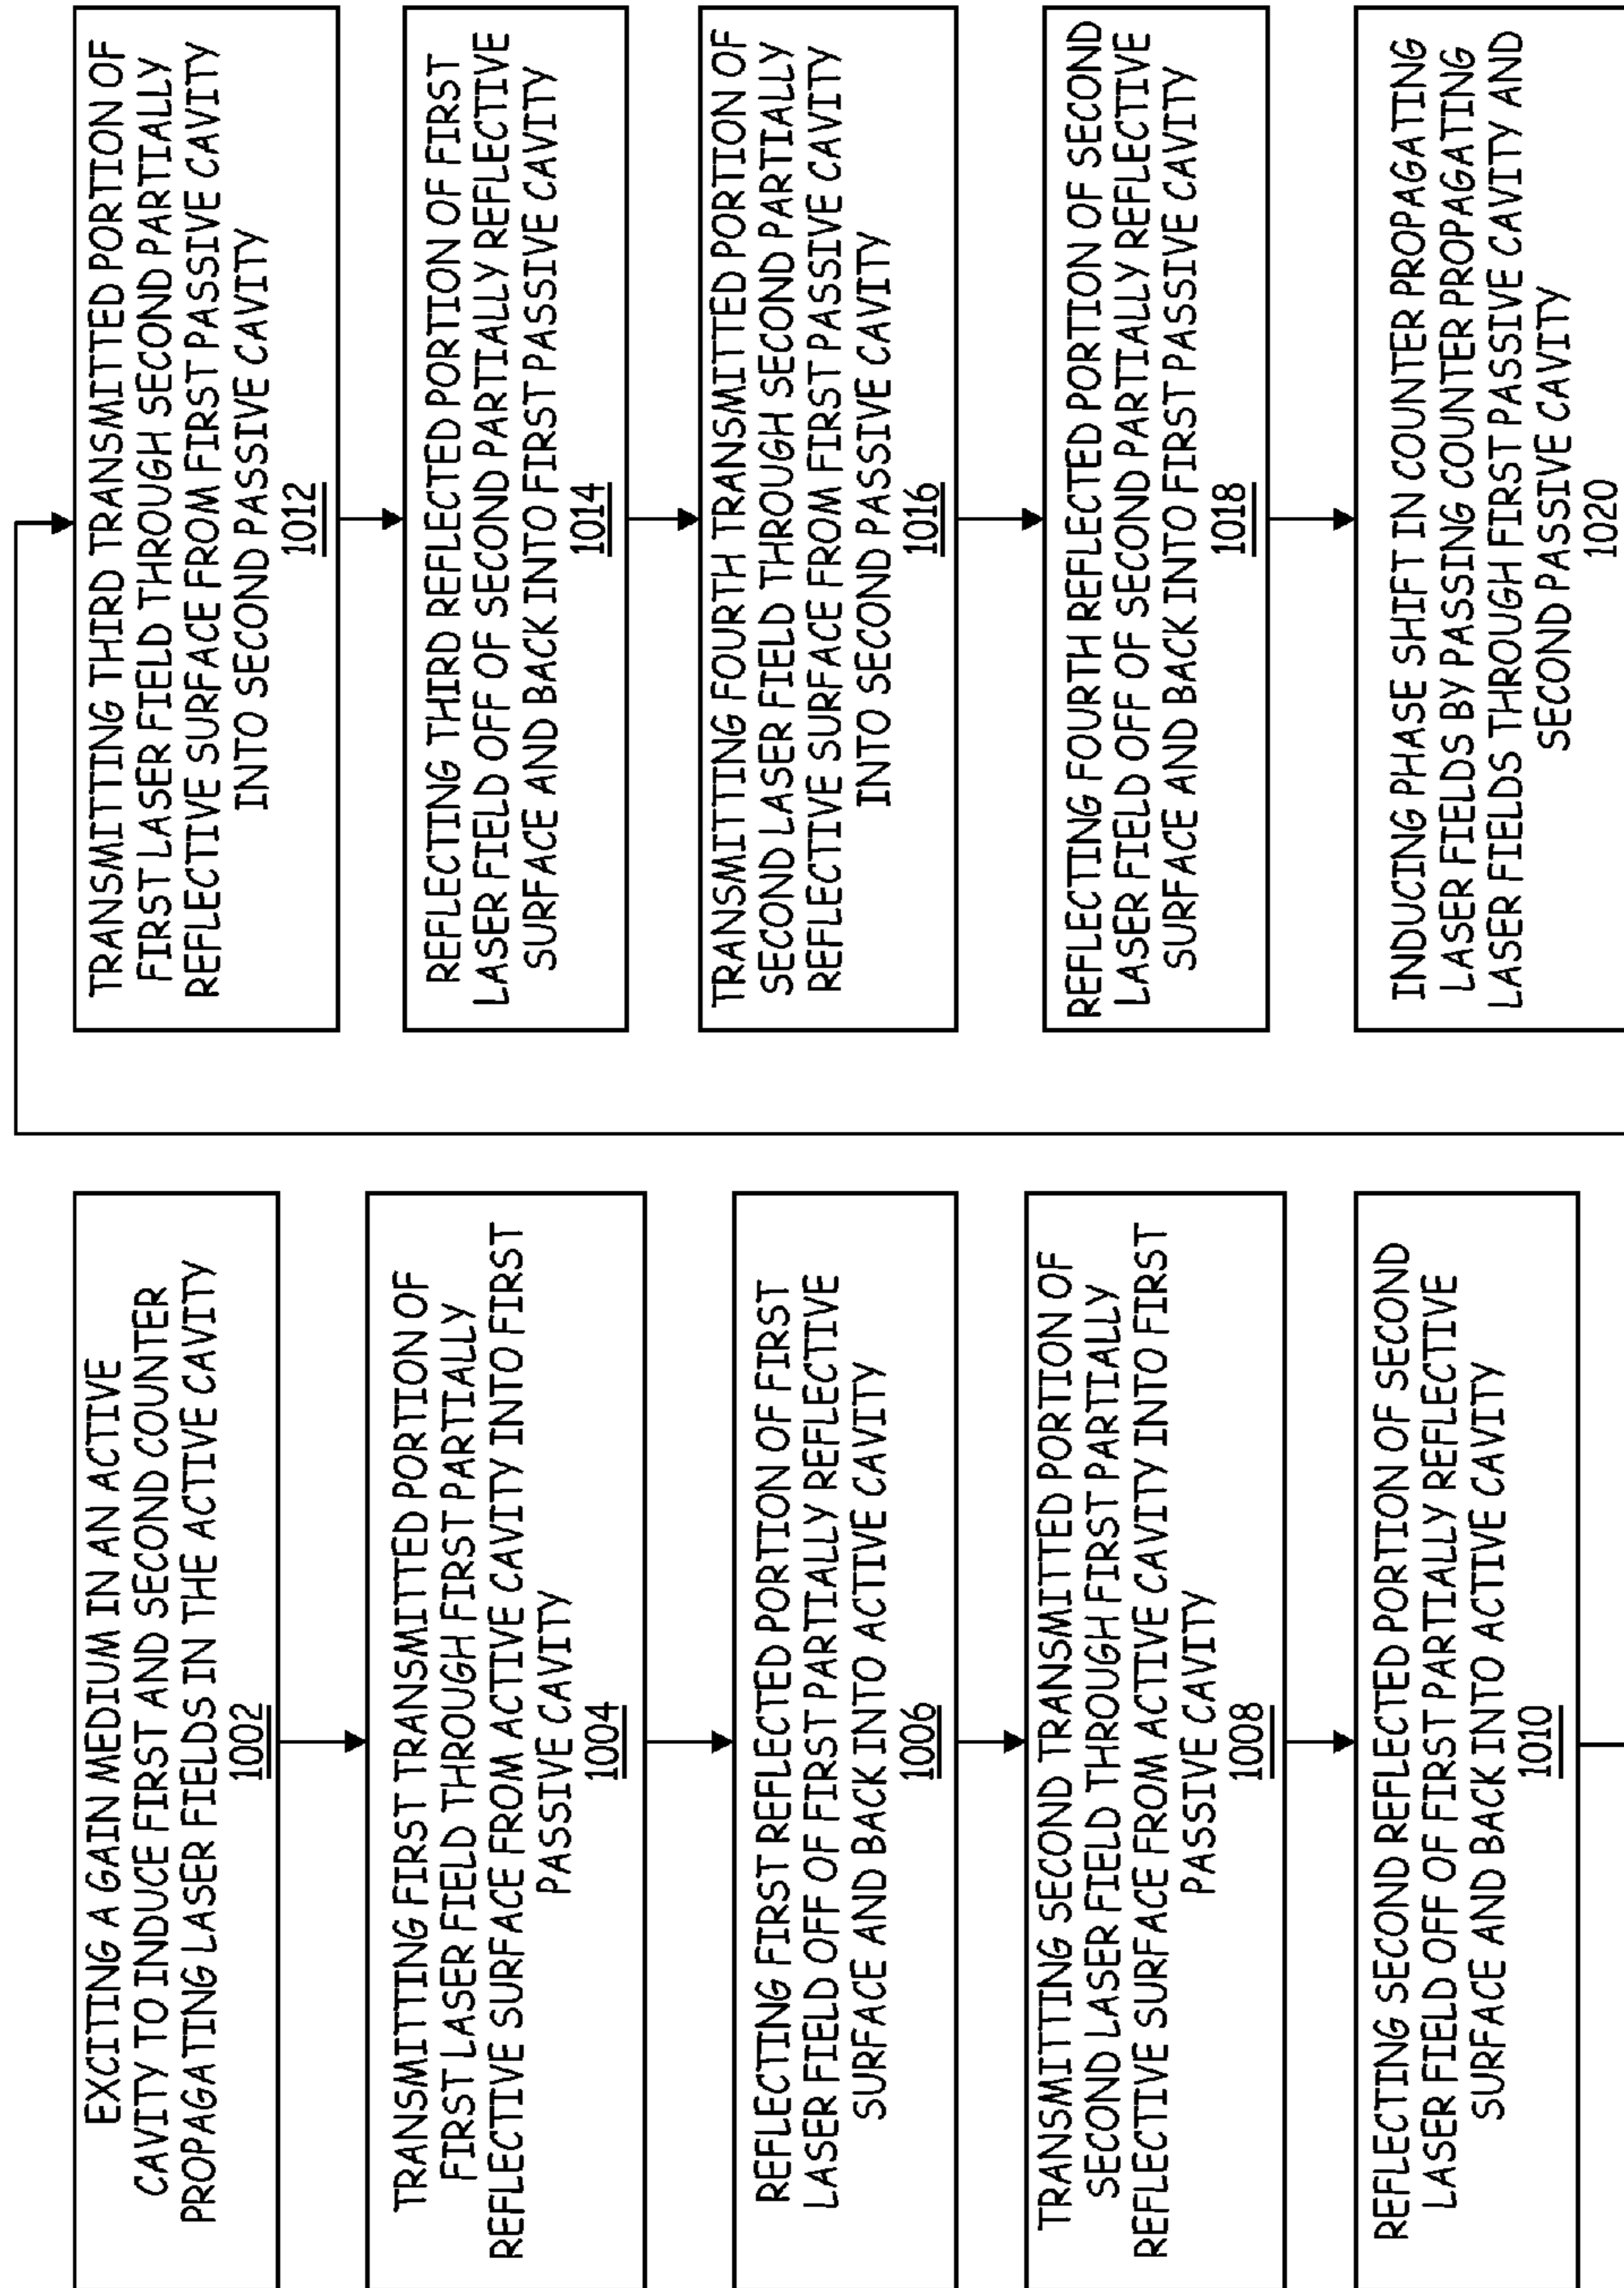 EXCITING A GAIN MEDIUM IN AN ACTIVE
CAVITY TO INDUCE FIRST AND SECOND COUNTER
PROPAGATING LASER FIELDS IN THE ACTIVE CAVITY
1002
TRANSMITTING FIRST TRANSMITTED PORTION OF
FIRST LASER FIELD THROUGH FIRST PARTIALLY
REFLECTIVE SURFACE FROM ACTIVE CAVITY INTO FIRST
PASSIVE CAVITY
1004
REFLECTING FIRST REFLECTED PORTION OF FIRST
LASER FIELD OFF OF FIRST PARTIALLY REFLECTIVE
SURFACE AND BACK INTO ACTIVE CAVITY
1006
TRANSMITTING SECOND TRANSMITTED PORTION OF
SECOND LASER FIELD THROUGH FIRST PARTIALLY
REFLECTIVE SURFACE FROM ACTIVE CAVITY INTO FIRST
PASSIVE CAVITY
1008
REFLECTING SECOND REFLECTED PORTION OF SECOND
LASER FIELD OFF OF FIRST PARTIALLY REFLECTIVE
SURFACE AND BACK INTO ACTIVE CAVITY
1010
TRANSMITTING THIRD TRANSMITTED PORTION OF
FIRST LASER FIELD THROUGH SECOND PARTIALLY
REFLECTIVE SURFACE FROM FIRST PASSIVE CAVITY
INTO SECOND PASSIVE CAVITY
1012
REFLECTING THIRD REFLECTED PORTION OF FIRST
LASER FIELD OFF OF SECOND PARTIALLY REFLECTIVE
SURFACE AND BACK INTO FIRST PASSIVE CAVITY
1014
TRANSMITTING FOURTH TRANSMITTED PORTION OF
SECOND LASER FIELD THROUGH SECOND PARTIALLY
REFLECTIVE SURFACE FROM FIRST PASSIVE CAVITY
INTO SECOND PASSIVE CAVITY
1016
REFLECTING FOURTH REFLECTED PORTION OF SECOND
LASER FIELD OFF OF SECOND PARTIALLY REFLECTIVE
SURFACE AND BACK INTO FIRST PASSIVE CAVITY
1018
INDUCING PHASE SHIFT IN COUNTER PROPAGATING
LASER FIELDS BY PASSING COUNTER PROPAGATING
LASER FIELDS THROUGH FIRST PASSIVE CAVITY AND
SECOND PASSIVE CAVITY
1020